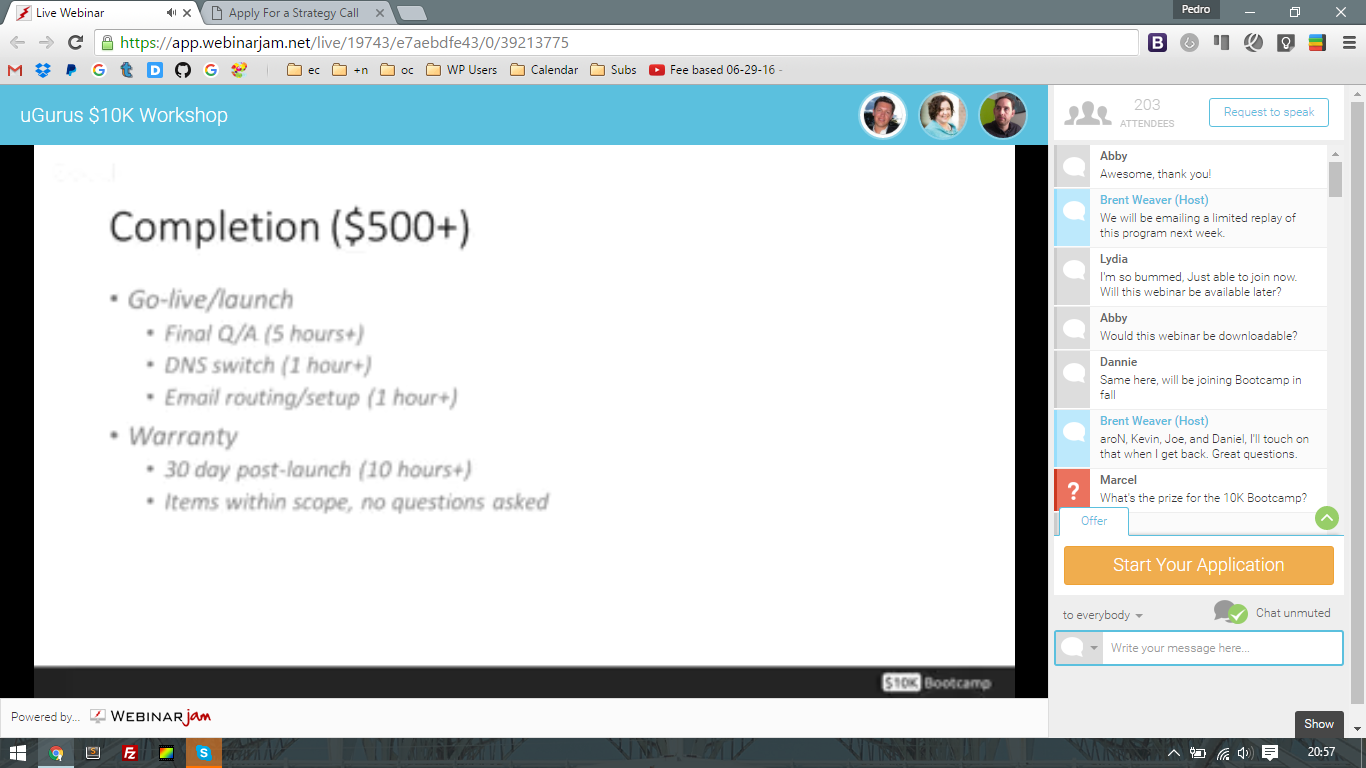 Live Webinar
Apply For a Strategy Call
Pedro
https://app.webinarjam.net/live/19743/e7aebdfe43/0/39213775
ec
+n
oc
WP Users
Calendar
Subs
Fee based 06-29-16 -
uGurus $10K Workshop
Completion ($500+)
• Go-live/launch
• Final Q/A (5 hours+)
• DNS switch (1 hour+)
• Email routing/setup (1 hour+)
• Warranty
• 30 day post-launch (10 hours+)
• Items within scope, no questions asked
$10K Bootcamp
Powered by... WEBINARjam
203
ATTENDEES
Request to speak
Abby
Awesome, thank you!
Brent Weaver (Host)
We will be emailing a limited replay of
this program next week.
Lydia
I'm so bummed, Just able to join now.
Will this webinar be available later?
Abby
Would this webinar be downloadable?
Dannie
Same here, will be joining Bootcamp in
fall
Brent Weaver (Host)
aroN, Kevin, Joe, and Daniel, I'll touch on
that when I get back. Great questions.
?
Marcel
What's the prize for the 10K Bootcamp?
Offer
Start Your Application
to everybody
Chat unmuted
Write your message here...
Show
20:57